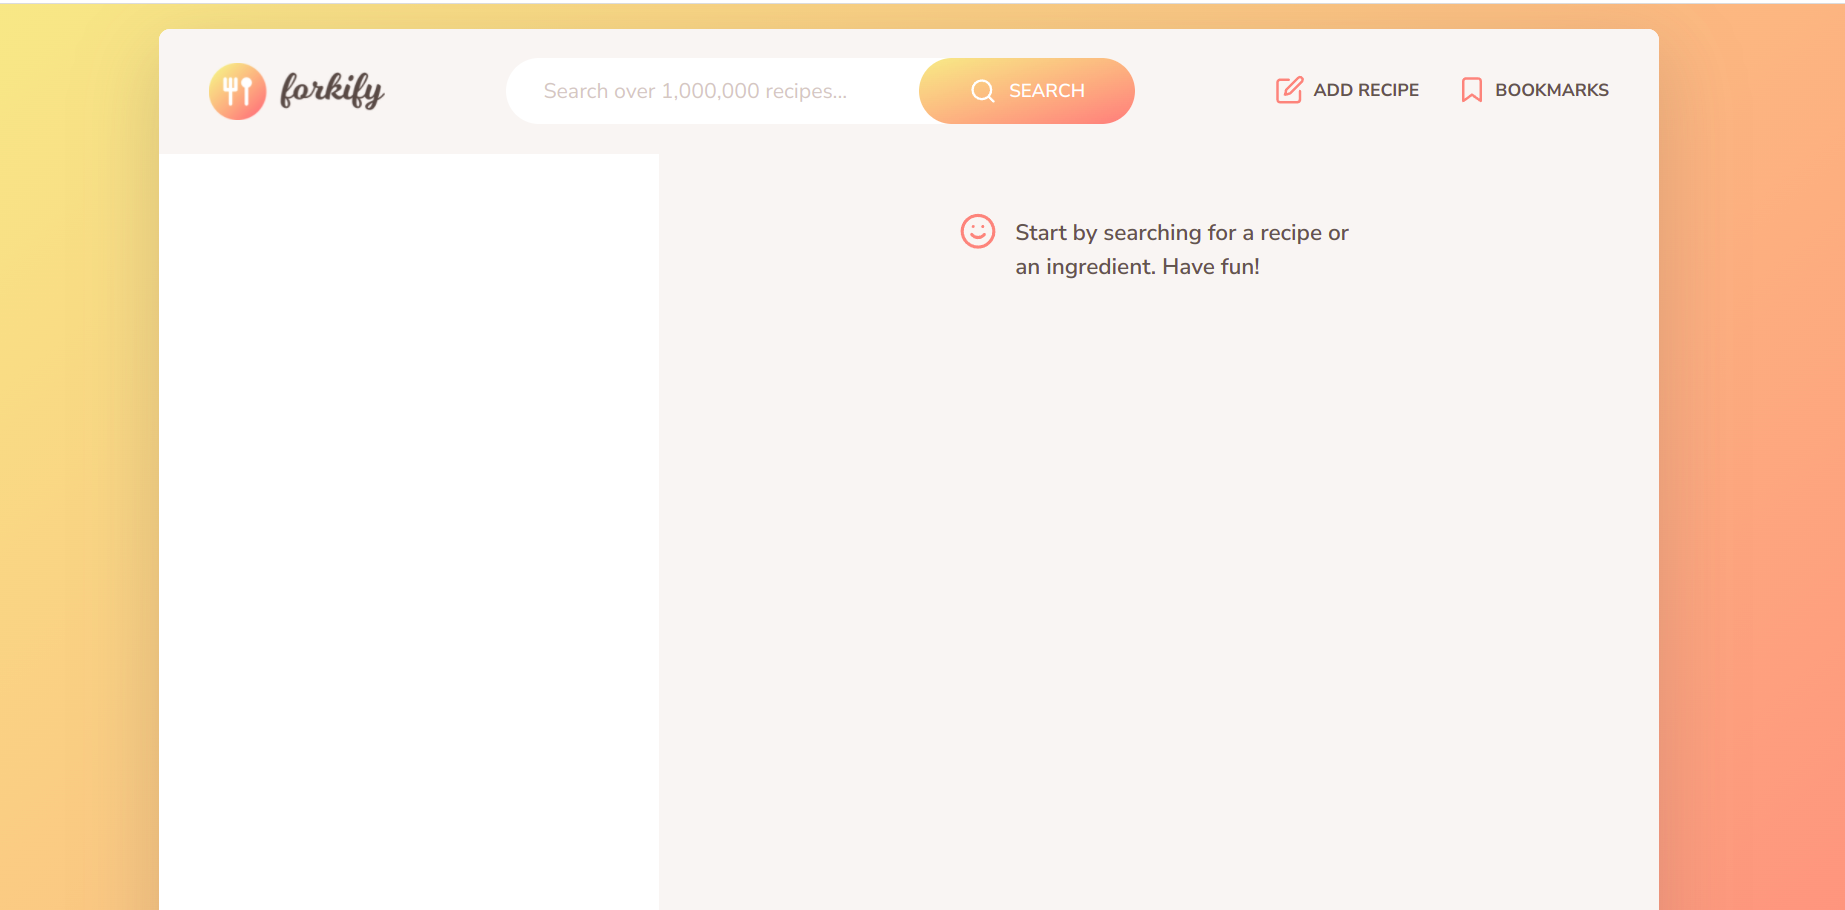 forkify
Search over 1,000,000 recipes...
SEARCH
ADD RECIPE
BOOKMARKS
Start by searching for a recipe or
an ingredient. Have fun!